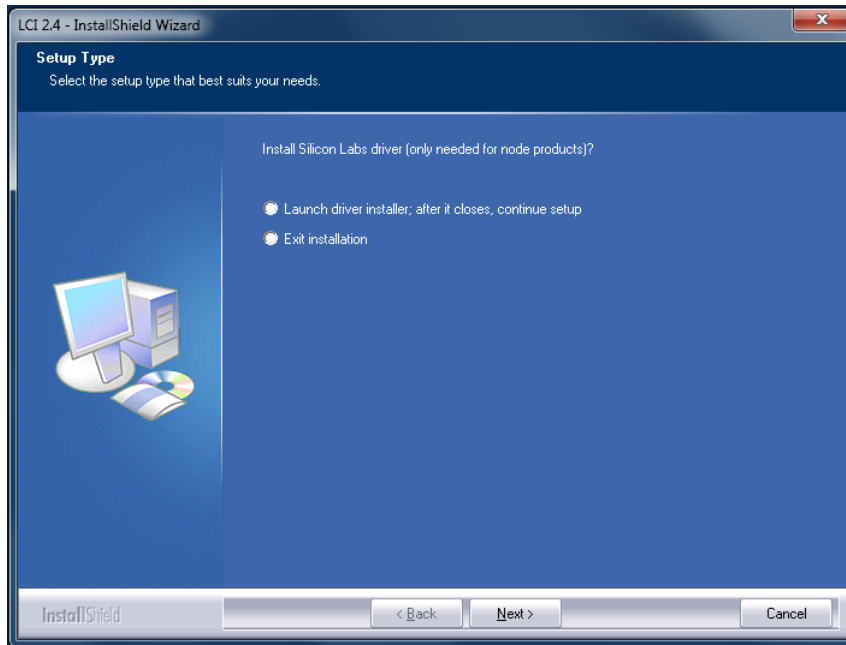 LCI 2.4 - InstallShield Wizard
Setup Type
Select the setup type that best suits your needs.
Install Silicon Labs driver (only needed for node products)?
Launch driver installer; after it closes, continue setup
Exit installation
InstallShield
< Back
Next >
Cancel